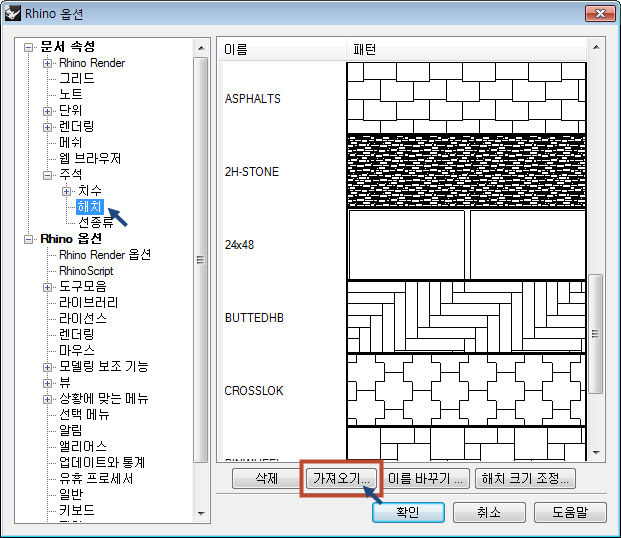 Rhino 옵션
문서 속성
Rhino Render
그리드
노트
단위
렌더링
메쉬
웹 브라우저
주석
치수
해치
선종류
Rhino 옵션
Rhino Render 옵션
RhinoScript
도구모음
라이브러리
라이선스
렌더링
마우스
모델링 보조 기능
뷰
상황에 맞는 메뉴
선택 메뉴
알림
앨리어스
업데이트와 통계
유휴 프로세서
일반
키보드
이름 패턴
ASPHALTS
2H-STONE
24x48
BUTTEDHB
CROSSLOK
삭제 가져오기... 이름 바꾸기 ... 해치 크기 조정...
확인 취소 도움말